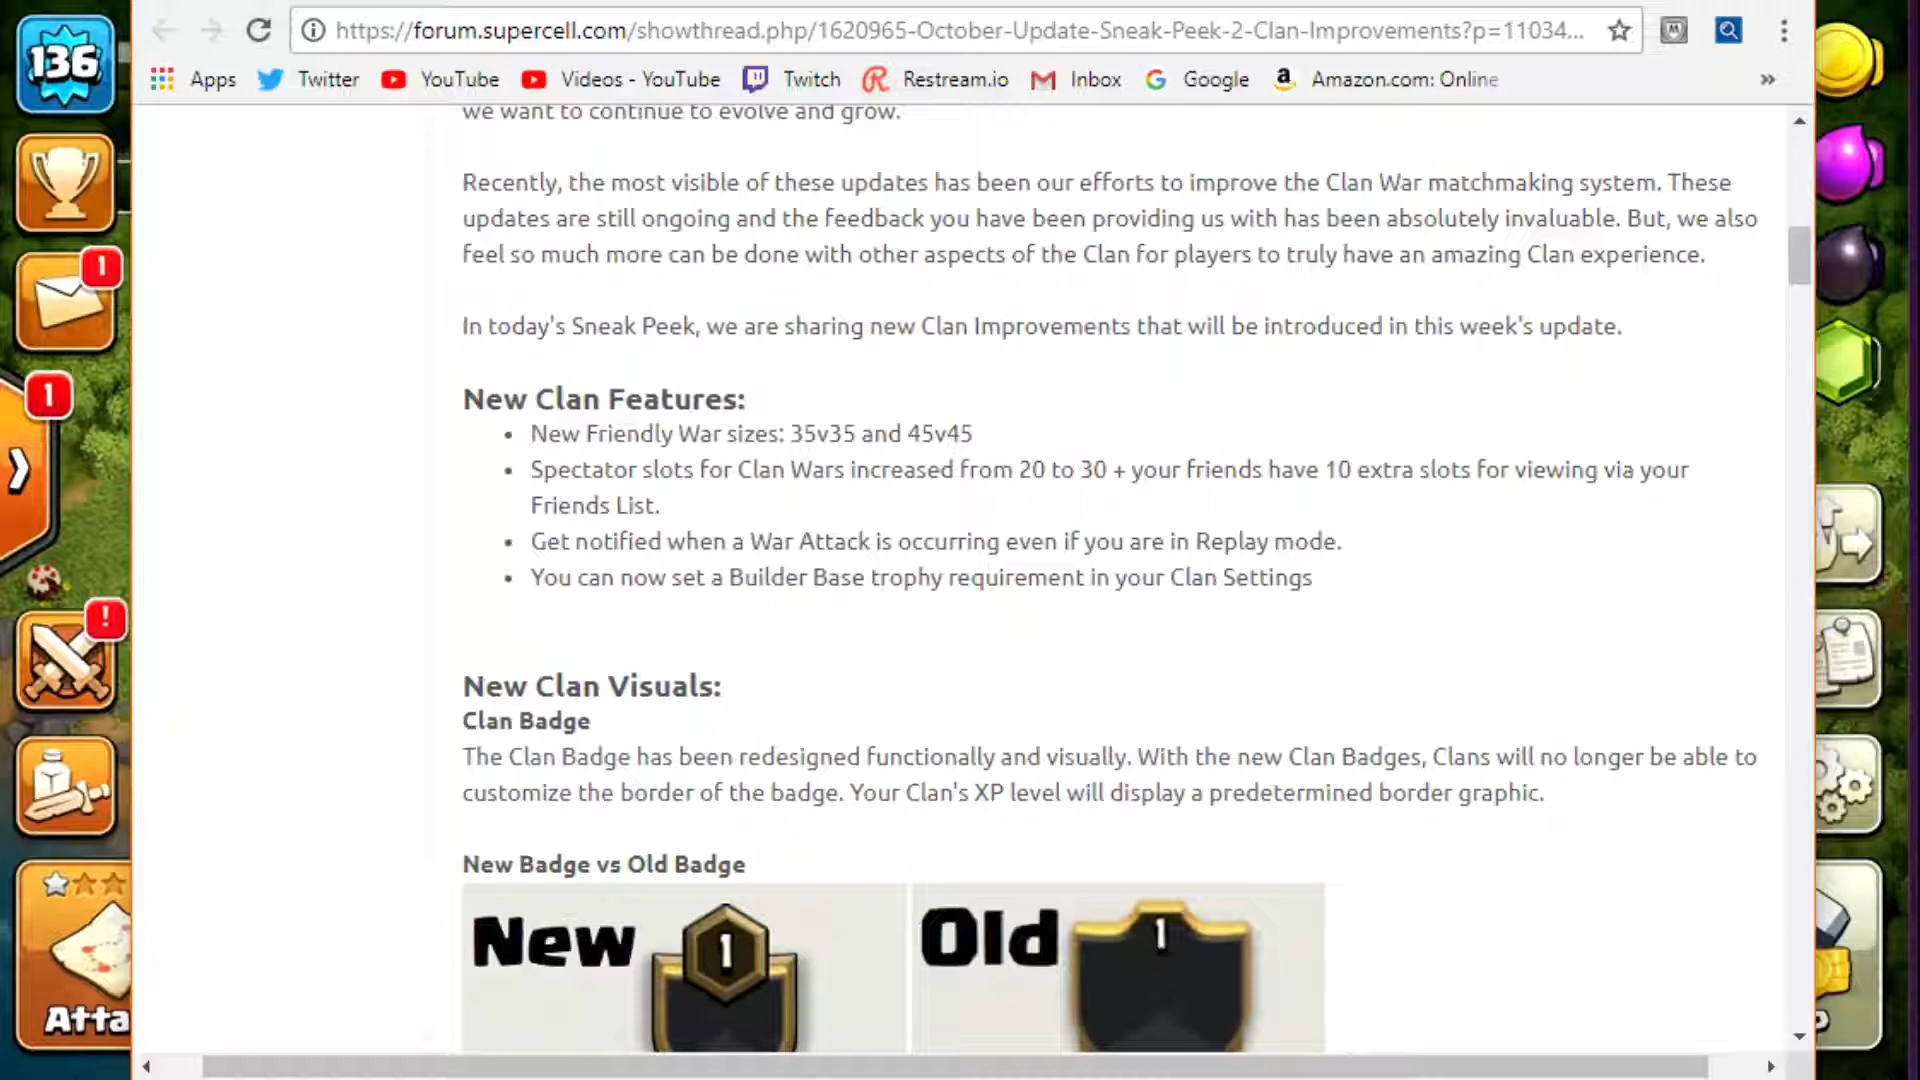 136
https://forum.supercell.com/showthread.php/1620965-October-Update-Sneak-Peek-2-Clan-Improvements?p=11034...
Apps Twitter YouTube Videos - YouTube Twitch Restream.io Inbox Google Amazon.com: Online »
we want to continue to evolve and grow.
Recently, the most visible of these updates has been our efforts to improve the Clan War matchmaking system. These
updates are still ongoing and the feedback you have been providing us with has been absolutely invaluable. But, we also
feel so much more can be done with other aspects of the Clan for players to truly have an amazing Clan experience.
1
In today's Sneak Peek, we are sharing new Clan Improvements that will be introduced in this week's update.
1
New Clan Features:
• New Friendly War sizes: 35v35 and 45v45
• Spectator slots for Clan Wars increased from 20 to 30 + your friends have 10 extra slots for viewing via your
Friends List.
• Get notified when a War Attack is occurring even if you are in Replay mode.
• You can now set a Builder Base trophy requirement in your Clan Settings
!
New Clan Visuals:
Clan Badge
The Clan Badge has been redesigned functionally and visually. With the new Clan Badges, Clans will no longer be able to
customize the border of the badge. Your Clan's XP level will display a predetermined border graphic.
New Badge vs Old Badge
New 1 Old 1
Atta